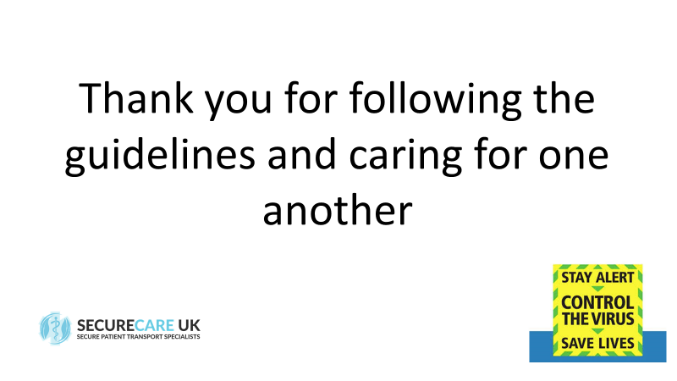 Thank you for following the
guidelines and caring for one
another
SECURECARE UK
SECURE PATIENT TRANSPORT SPECIALISTS
STAY ALERT
CONTROL
THE VIRUS
SAVE LIVES